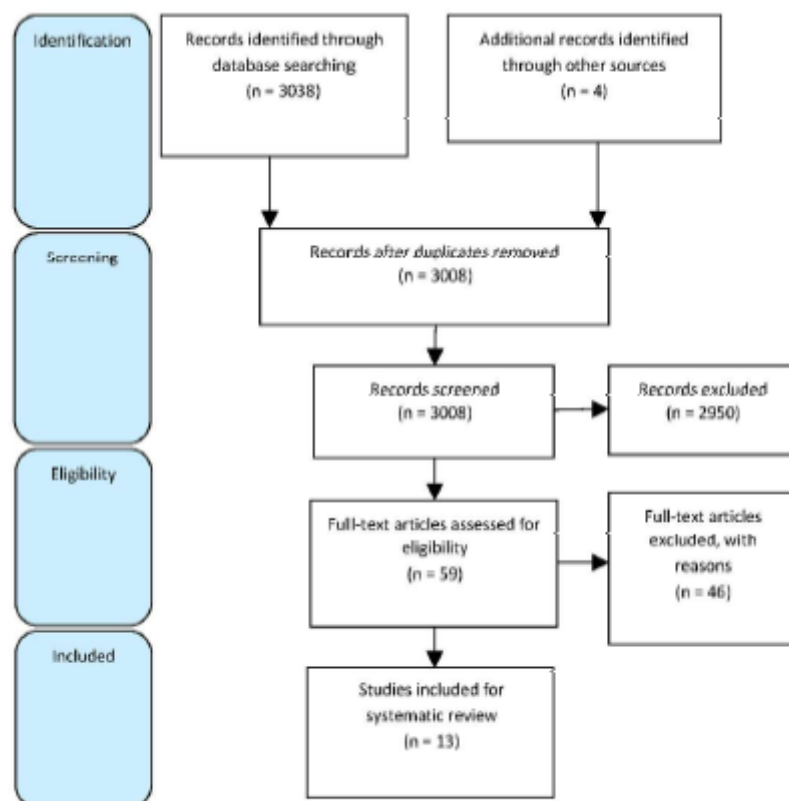 Identification
Records identified through
database searching
(n = 3038)
Additional records identified
through other sources
(n = 4)
Screening
Records after duplicates removed
(n = 3008)
Records screened
(n = 3008)
Records excluded
(n = 2950)
Eligibility
Full-text articles assessed for
eligibility
(n = 59)
Full-text articles
excluded, with
reasons
(n = 46)
Included
Studies included for
systematic review
(n = 13)